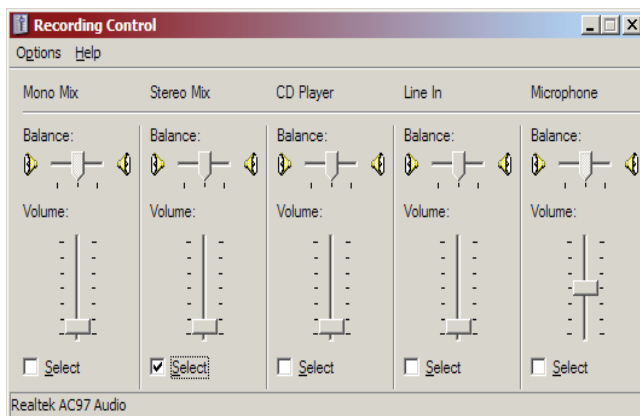 Recording Control
Options Help
Mono Mix Stereo Mix CD Player Line In Microphone
Balance: Balance: Balance: Balance: Balance:
Volume: Volume: Volume: Volume: Volume:
Select Select Select Select Select
Realtek AC97 Audio